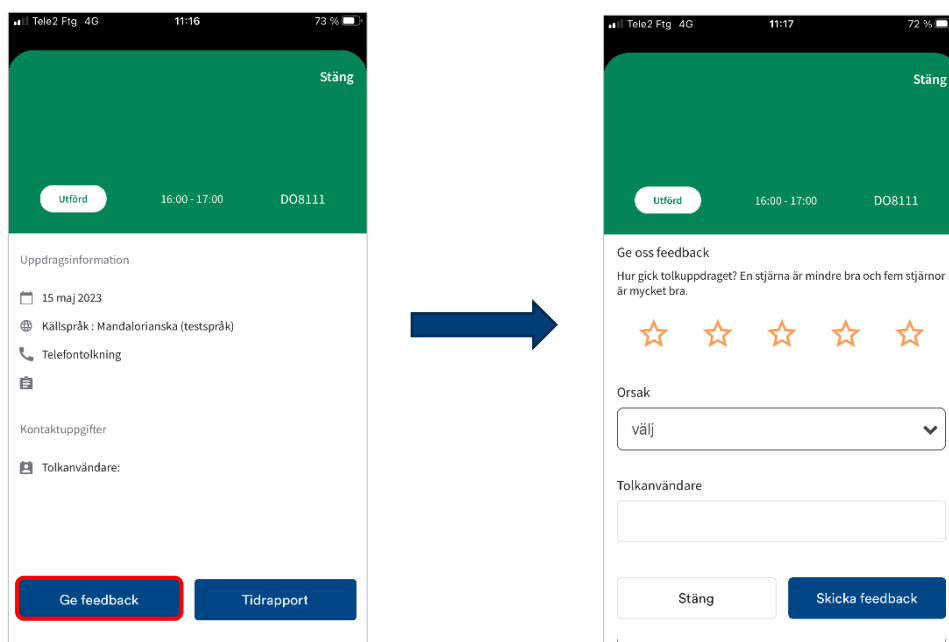 Tele2 Ftg 4G 11:16 73 %
Stäng
Utförd 16:00 - 17:00 DO8111
Uppdragsinformation
15 maj 2023
Källspråk : Mandalorianska (testspråk)
Telefontolkning
Kontaktuppgifter
Tolkanvändare:
Ge feedback Tidrapport
Tele2 Ftg 4G 11:17 72 %
Stäng
Utförd 16:00 - 17:00 DO8111
Ge oss feedback
Hur gick tolkuppdraget? En stjärna är mindre bra och fem stjärnor
är mycket bra.
Orsak
välj
Tolkanvändare
Stäng Skicka feedback